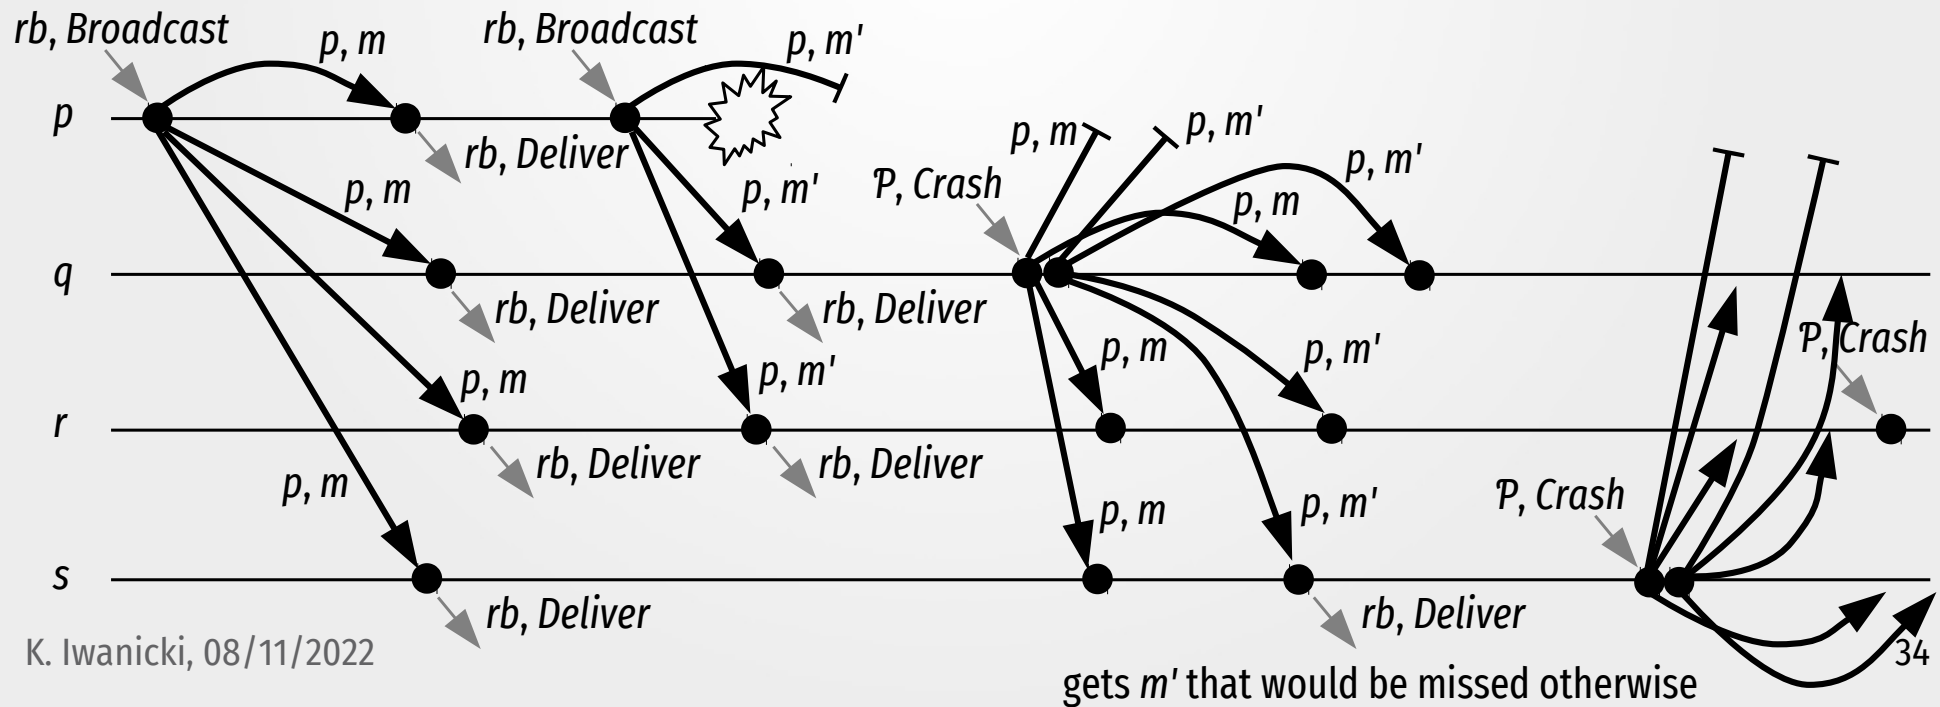 rb, Broadcast
p, m
rb, Broadcast
p, m'
p
rb, Deliver
p, m
p, m'
P, Crash
p, m
p, m'
p, m'
p, m
q
rb, Deliver
rb, Deliver
p, m
p, m'
p, m
p, m'
P, Crash
r
rb, Deliver
rb, Deliver
p, m
p, m
p, m'
P, Crash
s
rb, Deliver
rb, Deliver
K. Iwanicki, 08/11/2022
34
gets m' that would be missed otherwise